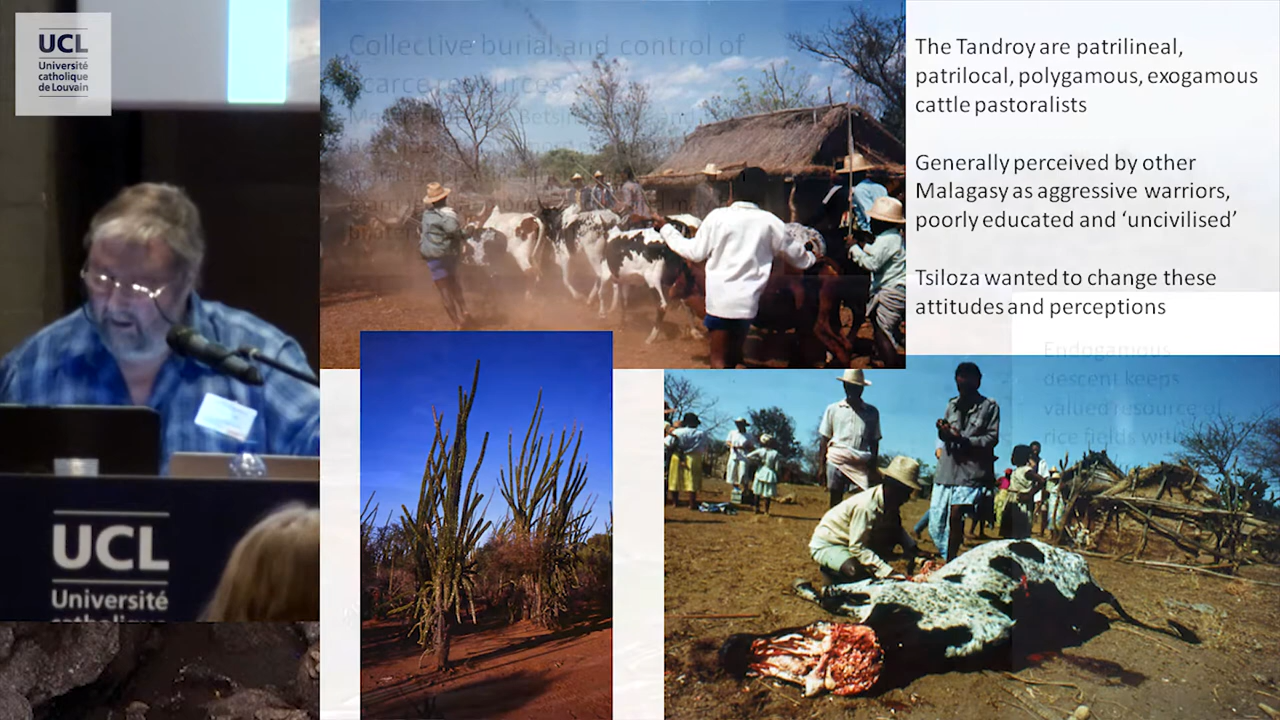 UCL
Université
catholique
de Louvain
Collective burial and control of
scarce resources
The Tandroy are patrilineal,
patrilocal, polygamous, exogamous
cattle pastoralists
Generally perceived by other
Malagasy as aggressive warriors,
poorly educated and ‘uncivilised’
Tsiloza wanted to change these
attitudes and perceptions
Endogamous
descent keeps
valued resource of
rice fields
UCL
Université
catholique